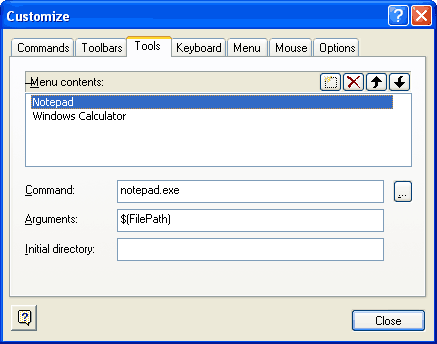 Customize
Commands Toolbars Tools Keyboard Menu Mouse Options
Menu contents:
Notepad
Windows Calculator
Command: notepad.exe ...
Arguments: $(FilePath)
Initial directory:
Close